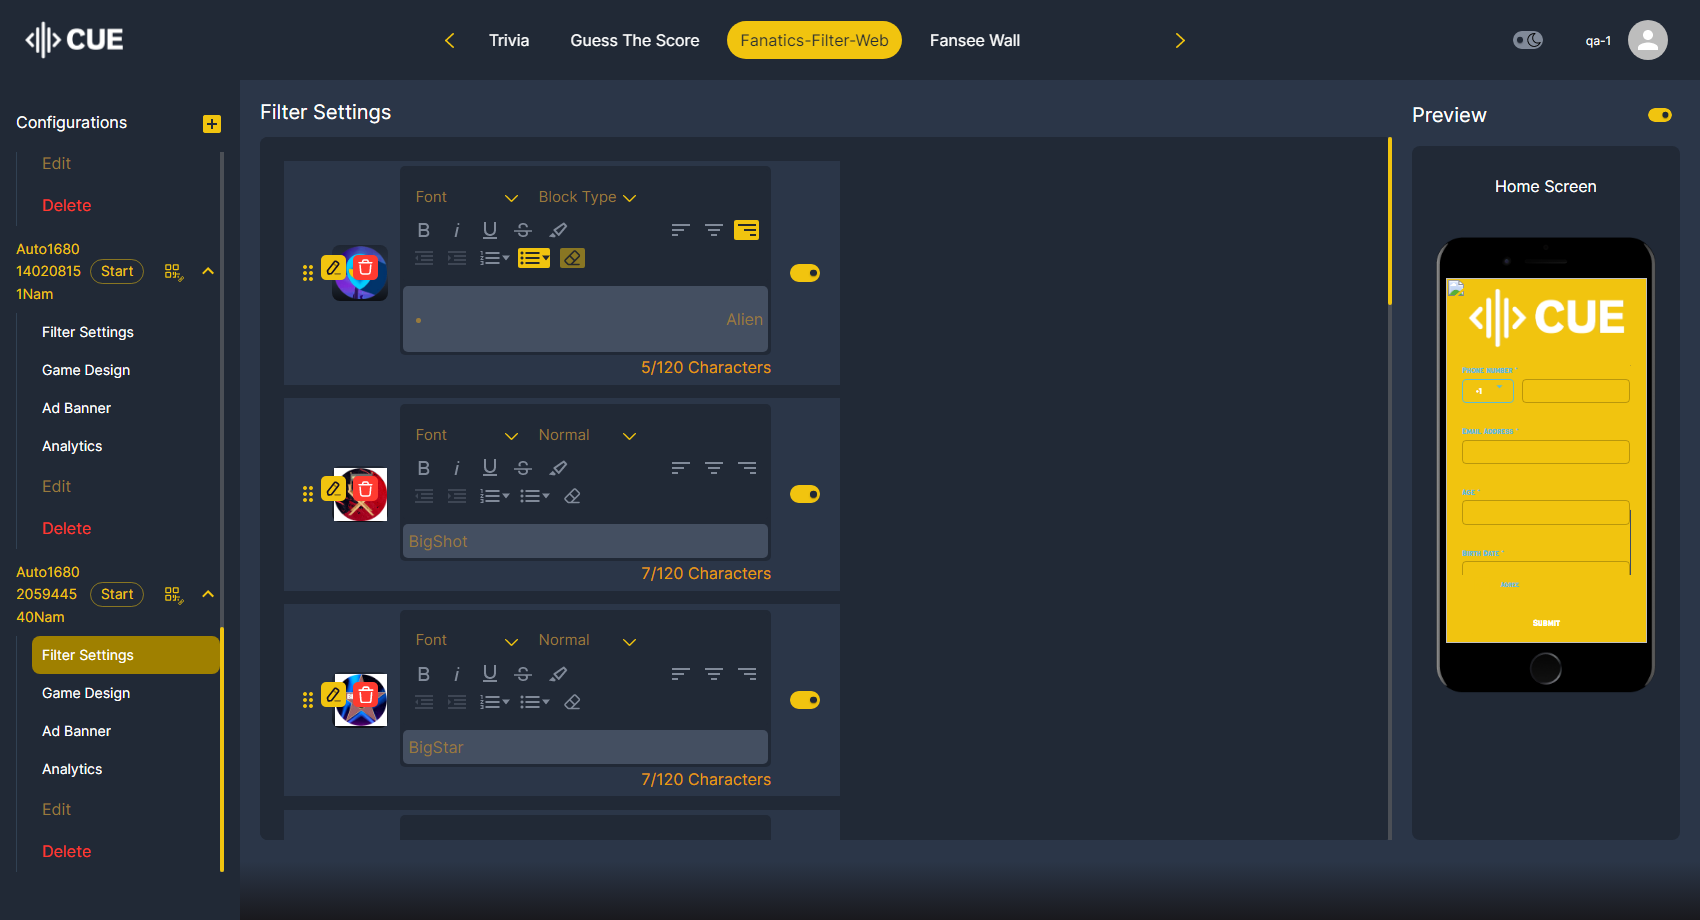 CUE
Trivia
Guess The Score
Fanatics-Filter-Web
Fansee Wall
qa-1
Configurations
Edit
Delete
Auto1680
14020815
1Nam
Start
Filter Settings
Game Design
Ad Banner
Analytics
Edit
Delete
Auto1680
2059445
40Nam
Start
Filter Settings
Game Design
Ad Banner
Analytics
Edit
Delete
Filter Settings
Font
Block Type
B i U S
• Alien
5/120 Characters
Font
Normal
B i U S
BigShot
7/120 Characters
Font
Normal
B i U S
BigStar
7/120 Characters
Preview
Home Screen
CUE
Phone number *
+1
Email Address *
Age *
Birth Date *
Submit